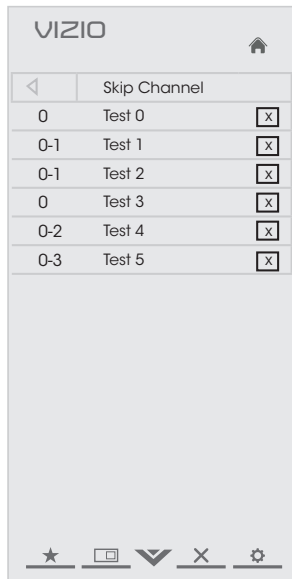 VIZIO
Skip Channel
0 Test 0 X
0-1 Test 1 X
0-1 Test 2 X
0 Test 3 X
0-2 Test 4 X
0-3 Test 5 X